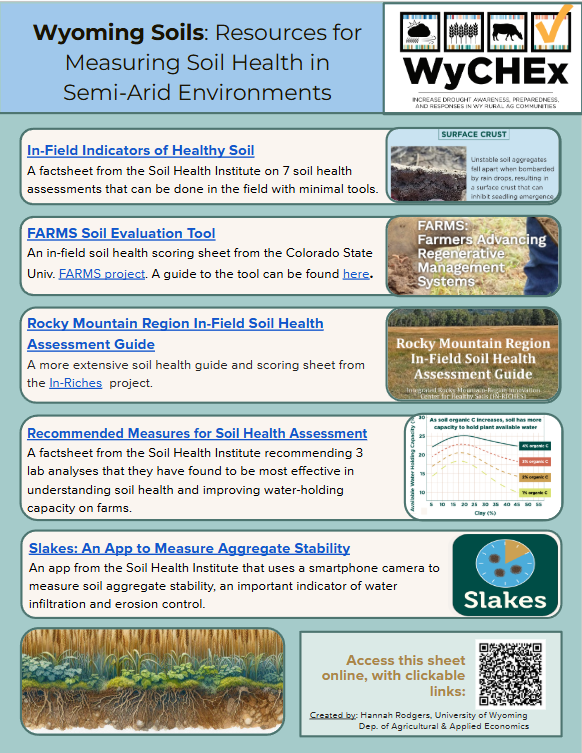 Wyoming Soils: Resources for
Measuring Soil Health in
Semi-Arid Environments
WyCHEx
INCREASE DROUGHT AWARENESS, PREPAREDNESS,
AND RESPONSES IN WY RURAL AG COMMUNITIES
In-Field Indicators of Healthy Soil
A factsheet from the Soil Health Institute on 7 soil health
assessments that can be done in the field with minimal tools.
SURFACE CRUST
Unstable soil aggregates
fall apart when bombarded
by rain drops, resulting in
a surface crust that can
inhibit seedling emergence
FARMS Soil Evaluation Tool
An in-field soil health scoring sheet from the Colorado State
Univ. FARMS project. A guide to the tool can be found here.
FARMS:
Farmers Advancing
Regenerative
Management
Systems
Rocky Mountain Region In-Field Soil Health
Assessment Guide
A more extensive soil health guide and scoring sheet from
the In-Riches project.
Rocky Mountain Region
In-Field Soil Health
Assessment Guide
Integrated Rocky Mountain-Region Innovation
Center for Healthy Soils (IN-RICHES)
Recommended Measures for Soil Health Assessment
A factsheet from the Soil Health Institute recommending 3
lab analyses that they have found to be most effective in
understanding soil health and improving water-holding
capacity on farms.
As soil organic C increases, soil has more
capacity to hold plant available water
Available Water Holding Capacity
30
25
20
15
10
4% organic C
3% organic C
2% organic C
1% organic C
5 10 15 20 25 30 35 40 45 50 55
Clay (%)
Slakes: An App to Measure Aggregate Stability
An app from the Soil Health Institute that uses a smartphone camera to
measure soil aggregate stability, an important indicator of water
infiltration and erosion control.
Slakes
Access this sheet
online, with clickable
links:
Created by: Hannah Rodgers, University of Wyoming
Dep. of Agricultural & Applied Economics